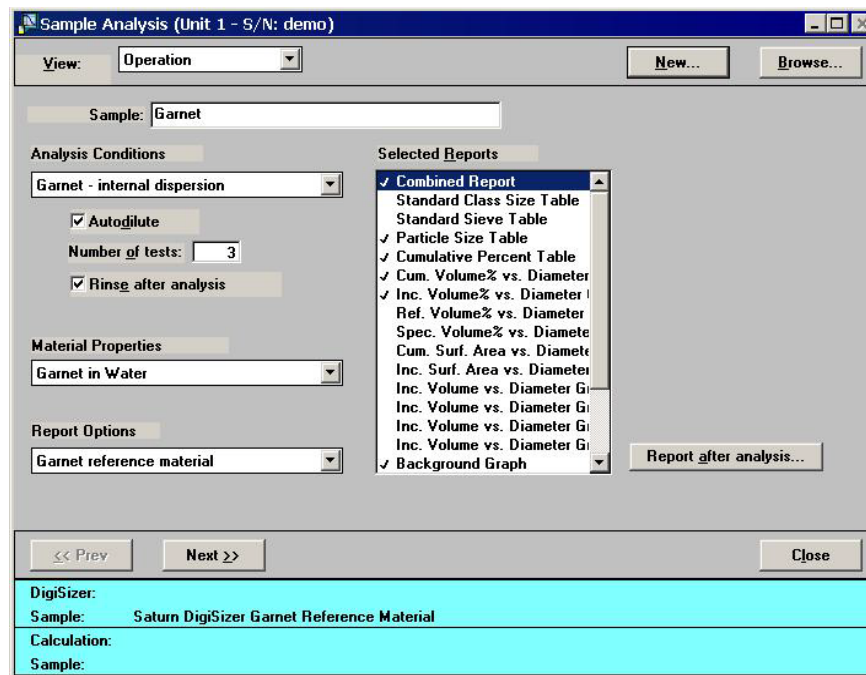 Sample Analysis (Unit 1 - S/N: demo)
View: Operation New... Browse...
Sample: Garnet
Analysis Conditions
Garnet - internal dispersion
Autodilute
Number of tests: 3
Rinse after analysis
Material Properties
Garnet in Water
Report Options
Garnet reference material
Selected Reports
Combined Report
Standard Class Size Table
Standard Sieve Table
Particle Size Table
Cumulative Percent Table
Cum. Volume% vs. Diameter
Inc. Volume% vs. Diameter
Ref. Volume% vs. Diameter
Spec. Volume% vs. Diamete
Cum. Surf. Area vs. Diamete
Inc. Surf. Area vs. Diamete
Inc. Volume vs. Diameter Gr
Inc. Volume vs. Diameter Gr
Inc. Volume vs. Diameter Gr
Background Graph
Report after analysis...
<< Prev Next >> Close
DigiSizer:
Sample: Saturn DigiSizer Garnet Reference Material
Calculation:
Sample: